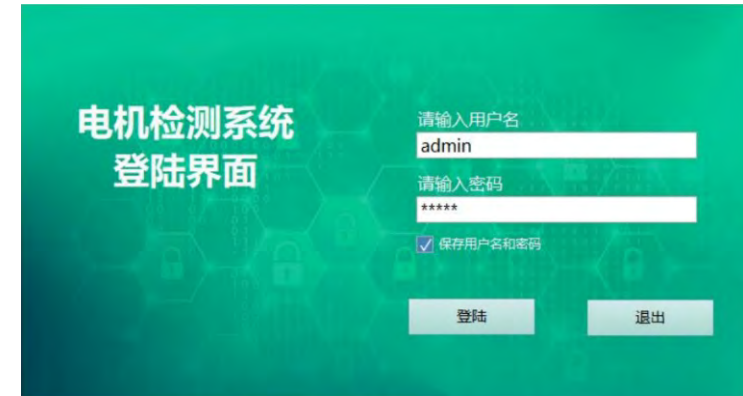 电机检测系统
登陆界面
请输入用户名
admin
请输入密码
*****
保存用户名和密码
登陆
退出